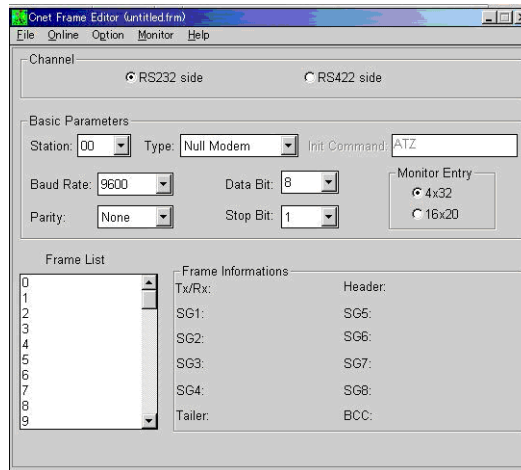 Cnet Frame Editor (untitled.frm)
File Online Option Monitor Help
Channel
RS232 side RS422 side
Basic Parameters
Station: 00 Type: Null Modem Init Command: ATZ
Baud Rate: 9600 Data Bit: 8 Monitor Entry
4x32
Parity: None Stop Bit: 1 16x20
Frame List Frame Informations
0 Tx/Rx: Header:
1
2 SG1: SG5:
3
4 SG2: SG6:
5
6 SG3: SG7:
7
8 SG4: SG8:
9 Tailer: BCC: